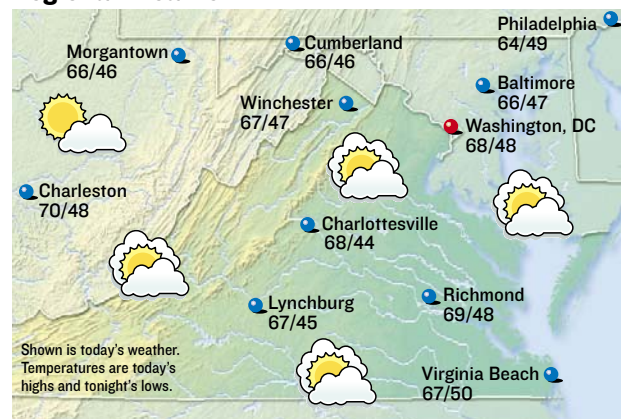 Philadelphia
64/49
Morgantown
66/46
Cumberland
66/46
Baltimore
66/47
Winchester
67/47
Washington, DC
68/48
Charleston
70/48
Charlottesville
68/44
Lynchburg
67/45
Richmond
69/48
Shown is today's weather.
Temperatures are today's
highs and tonight's lows.
Virginia Beach
67/50